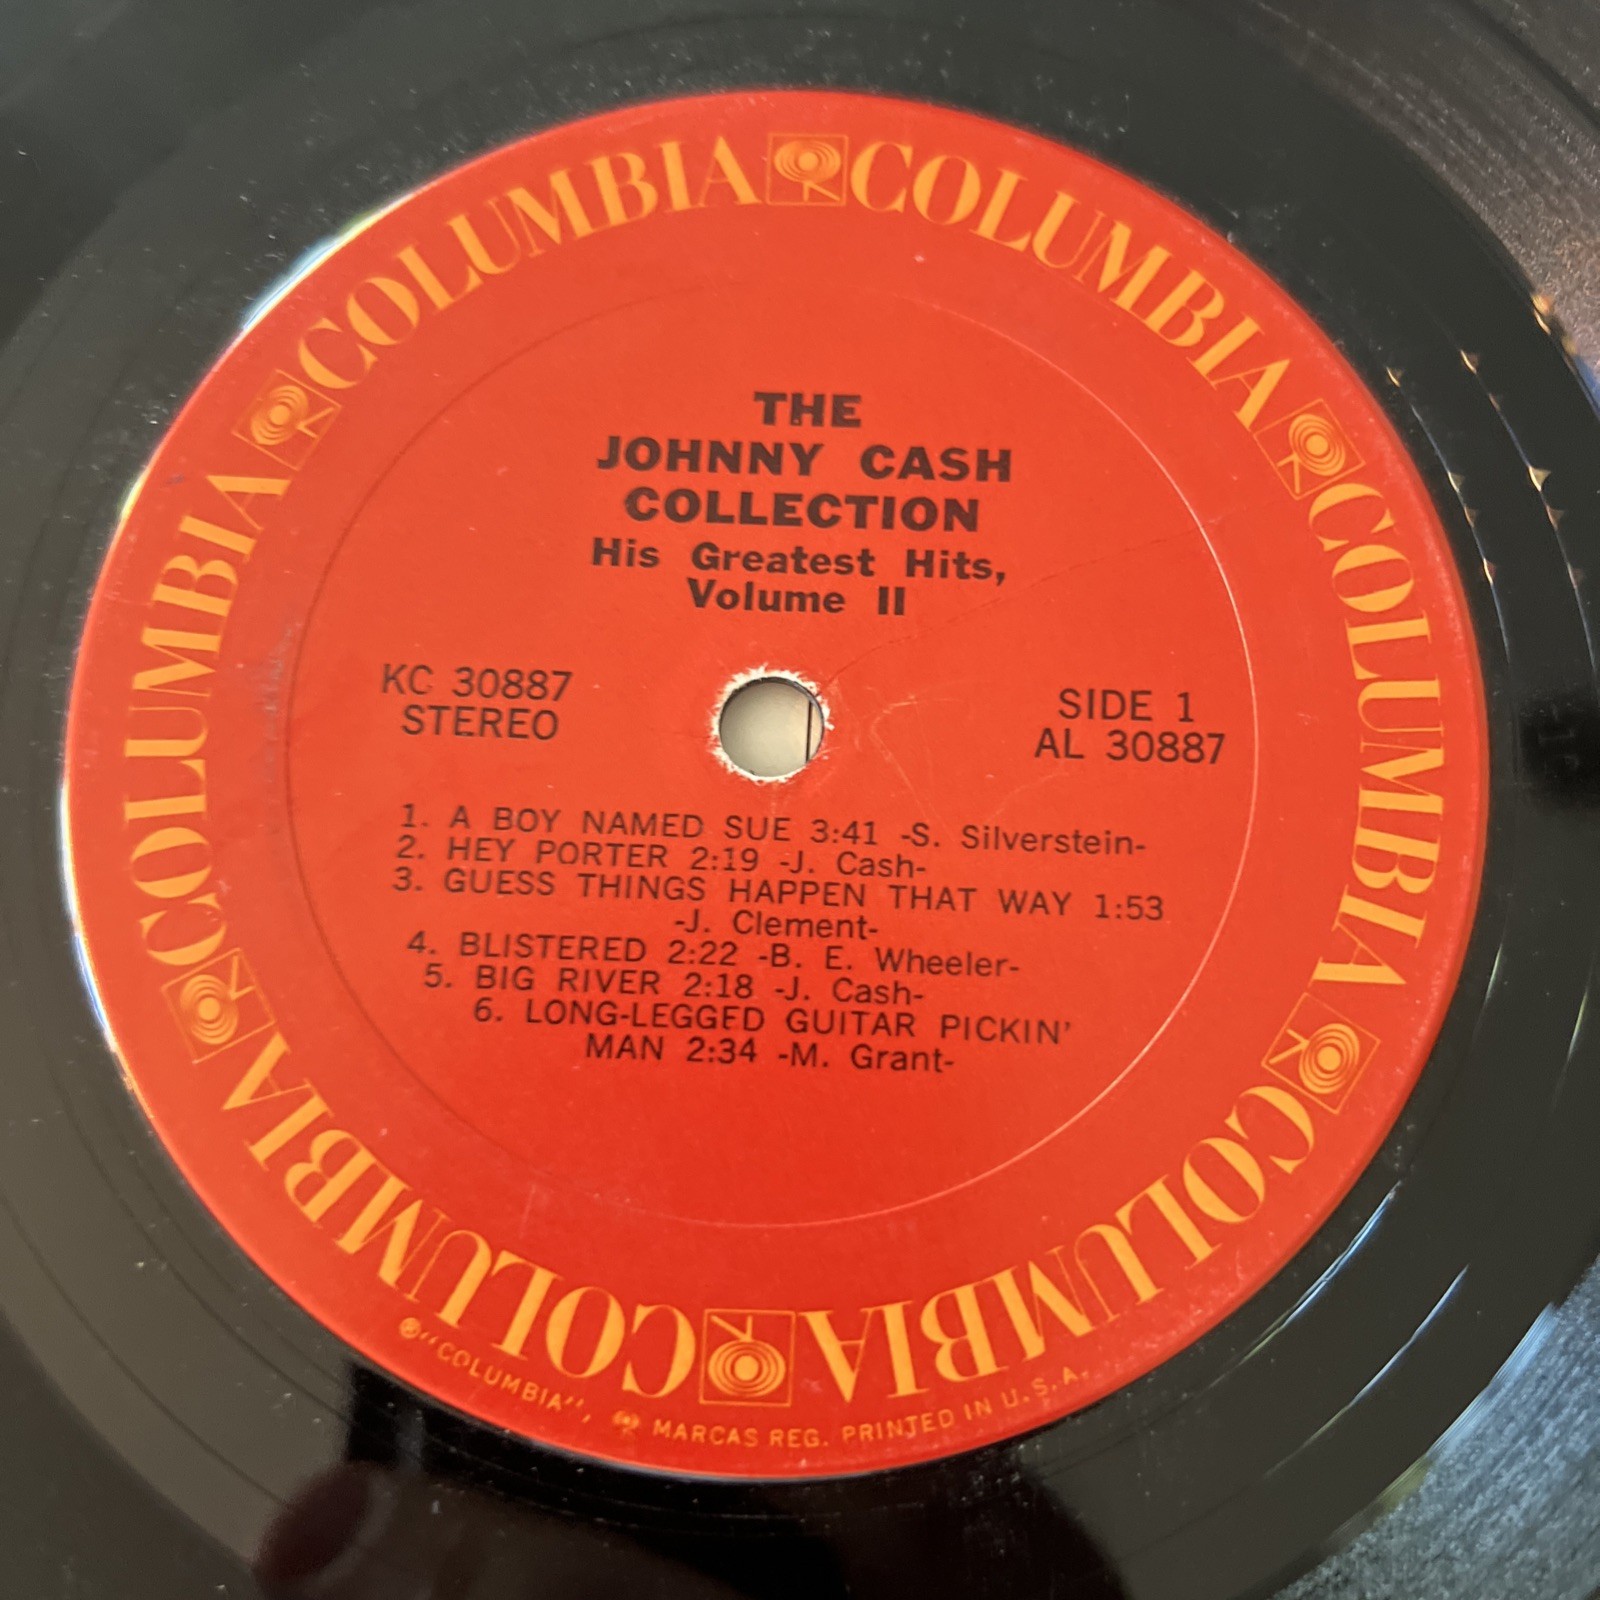 COLUMBIA COLUMBIA COLUMBIA COLUMBIA COLUMBIA COLUMBIA
THE
JOHNNY CASH
COLLECTION
His Greatest Hits,
Volume II
KC 30887
STEREO
SIDE 1
AL 30887
1. A BOY NAMED SUE 3:41 -S. Silverstein-
2. HEY PORTER 2:19 -J. Cash-
3. GUESS THINGS HAPPEN THAT WAY 1:53
-J. Clement-
4. BLISTERED 2:22 -B. E. Wheeler-
5. BIG RIVER 2:18 -J. Cash-
6. LONG-LEGGED GUITAR PICKIN'
MAN 2:34 -M. Grant-
® "COLUMBIA", MARCAS REG. PRINTED IN U.S.A.